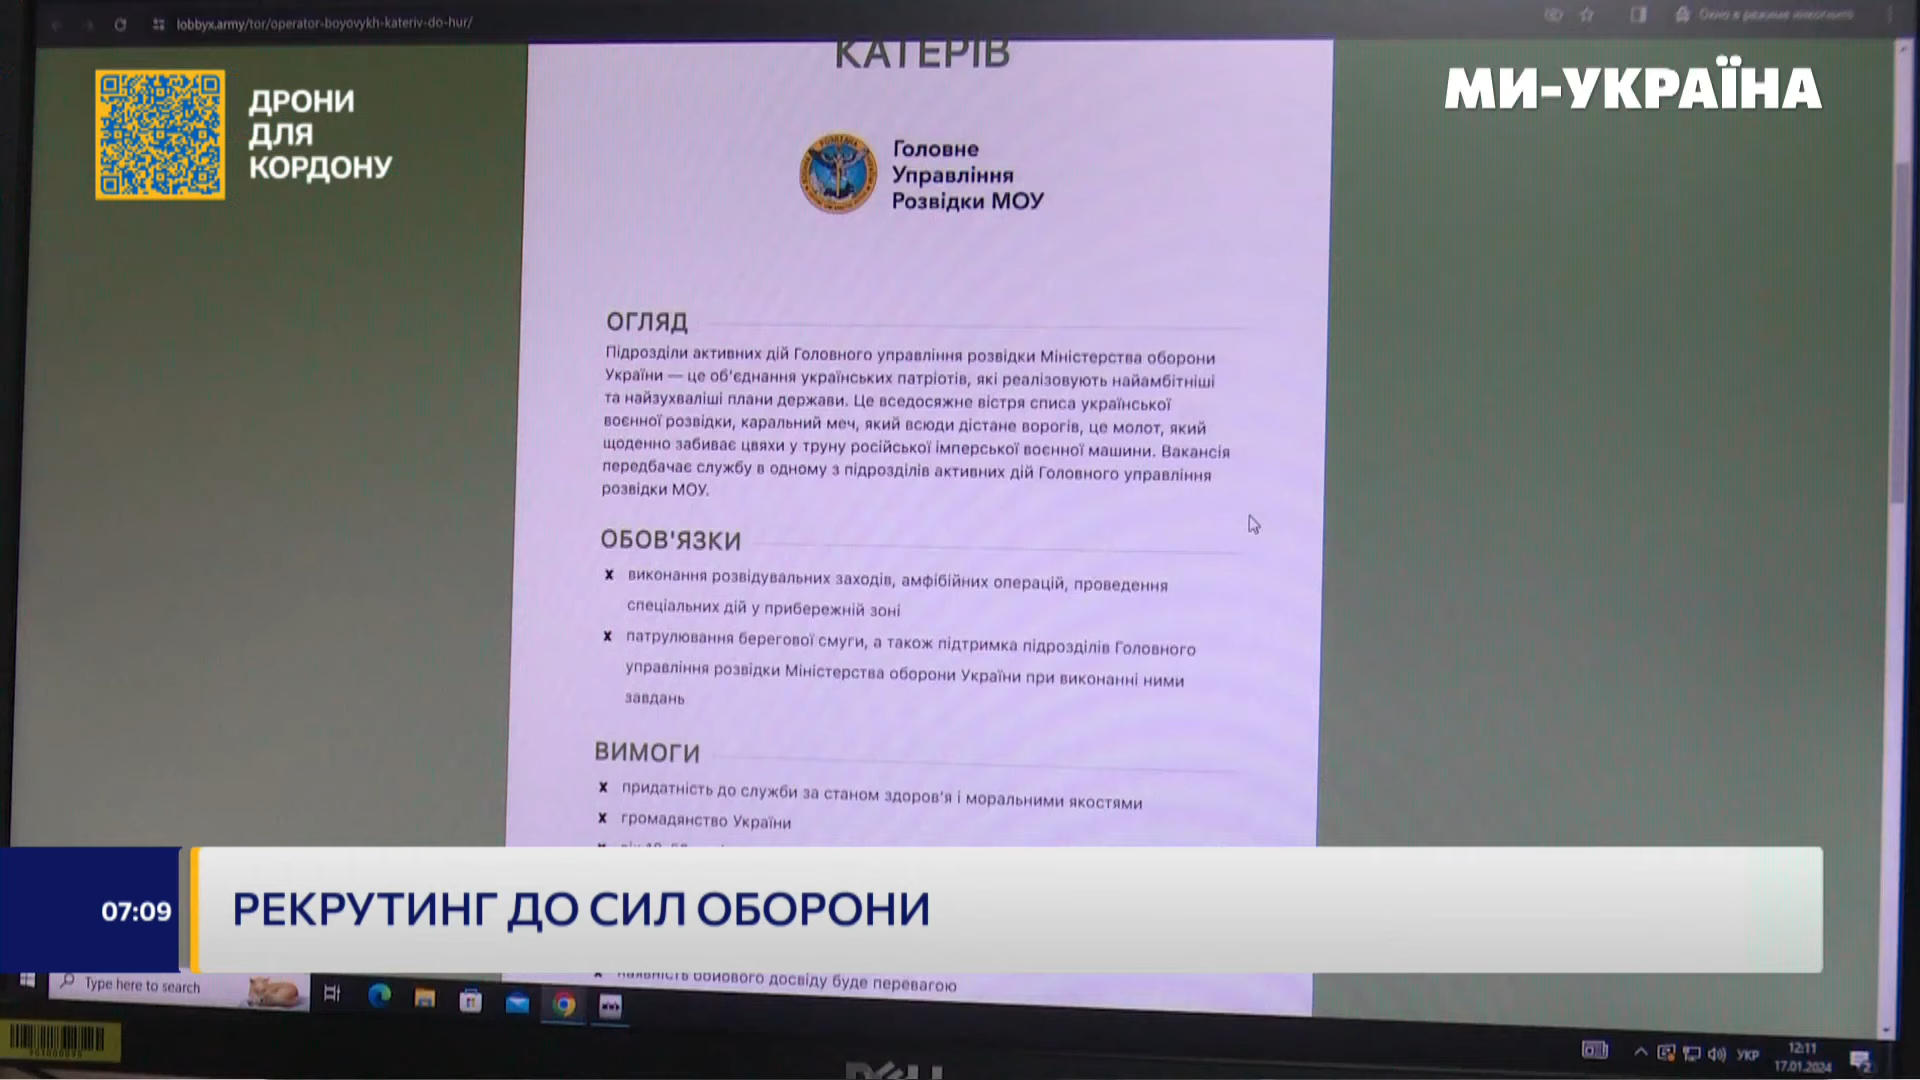 lobbyx.army/tor/operator-boyovykh-kateriv-do-hur/
ДРОНИ
ДЛЯ
КОРДОНУ
МИ-УКРАЇНА
КАТЕРІВ
Головне
Управління
Розвідки МОУ
ОГЛЯД
Підрозділи активних дій Головного управління розвідки Міністерства оборони
України — це об'єднання українських патріотів, які реалізовують найамбітніші
та найзухваліші плани держави. Це вседосяжне вістря списа української
воєнної розвідки, каральний меч, який всюди дістане ворогів, це молот, який
щоденно забиває цвяхи у труну російської імперської воєнної машини. Вакансія
передбачає службу в одному з підрозділів активних дій Головного управління
розвідки МОУ.
ОБОВ'ЯЗКИ
x виконання розвідувальних заходів, амфібійних операцій, проведення
спеціальних дій у прибережній зоні
x патрулювання берегової смуги, а також підтримка підрозділів Головного
управління розвідки Міністерства оборони України при виконанні ними
завдань
ВИМОГИ
x придатність до служби за станом здоров'я і моральними якостями
x громадянство України
07:09
РЕКРУТИНГ ДО СИЛ ОБОРОНИ
наявність бойового досвіду буде перевагою
Type here to search
УКР
12:11
17.01.2024
DELL